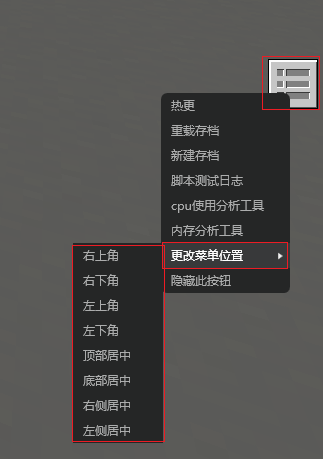 热更
重载存档
新建存档
脚本测试日志
cpu使用分析工具
内存分析工具
更改菜单位置
隐藏此按钮
右上角
右下角
左上角
左下角
顶部居中
底部居中
右侧居中
左侧居中